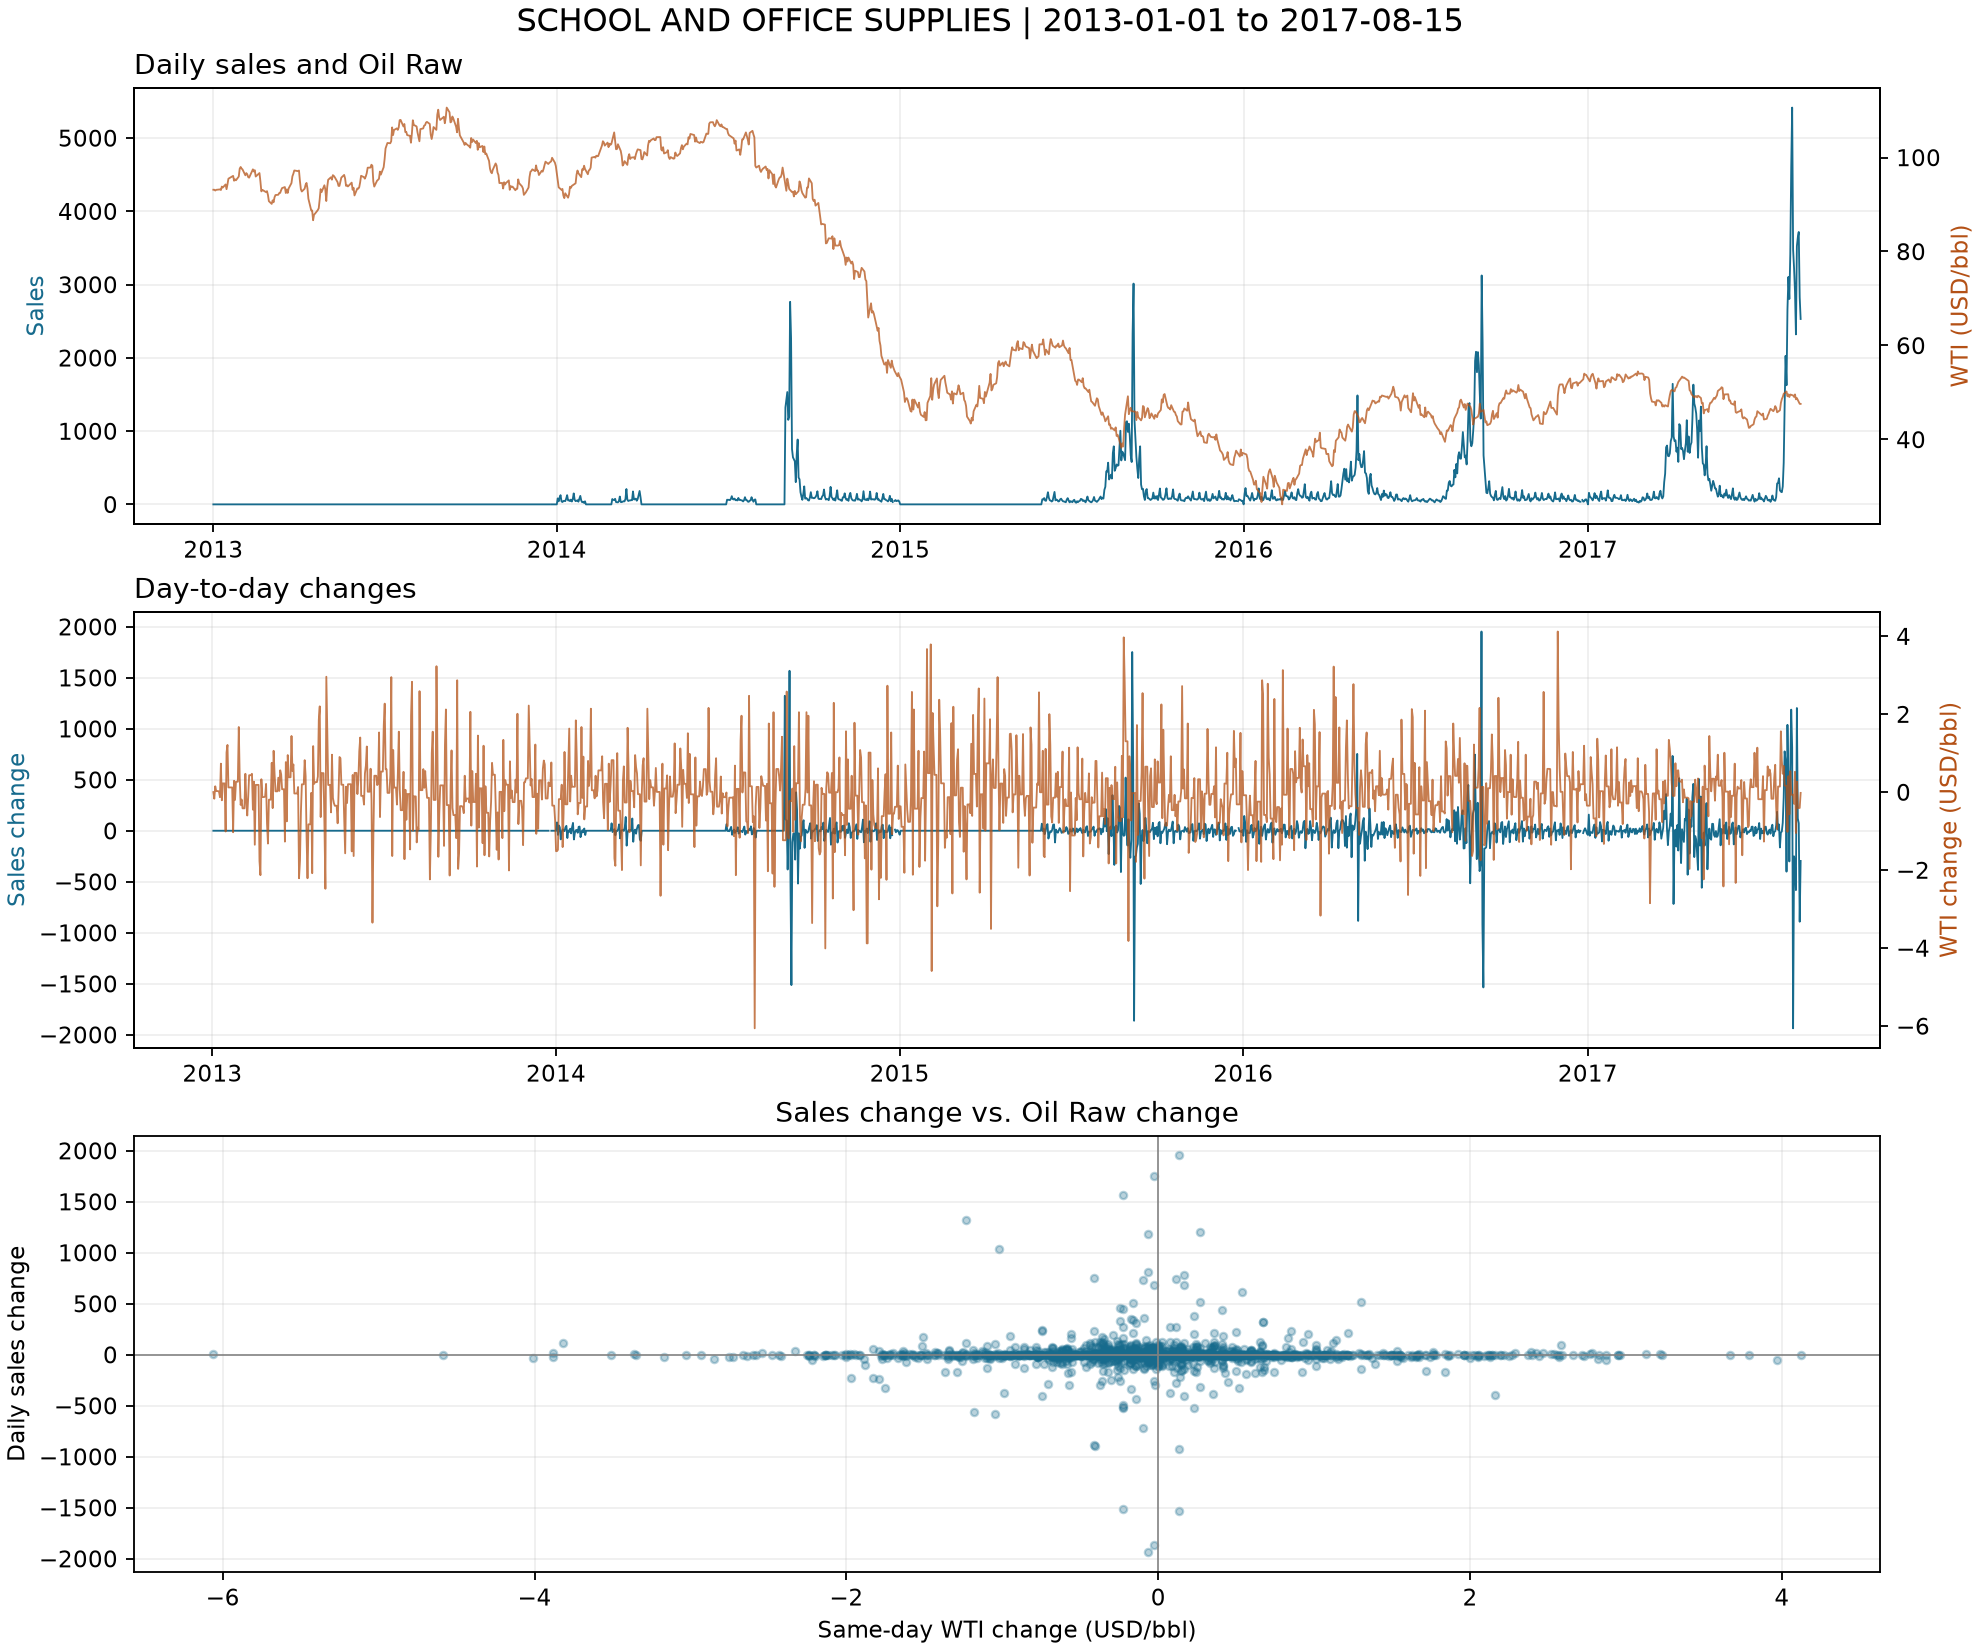 SCHOOL AND OFFICE SUPPLIES | 2013-01-01 to 2017-08-15
Daily sales and Oil Raw
Sales
5000
4000
3000
2000
1000
0
100
80
60
40
WTI (USD/bbl)
2013 2014 2015 2016 2017
Day-to-day changes
Sales change
2000
1500
1000
500
0
−500
−1000
−1500
−2000
4
2
0
−2
−4
−6
WTI change (USD/bbl)
2013 2014 2015 2016 2017
Sales change vs. Oil Raw change
Daily sales change
2000
1500
1000
500
0
−500
−1000
−1500
−2000
−6 −4 −2 0 2 4
Same-day WTI change (USD/bbl)